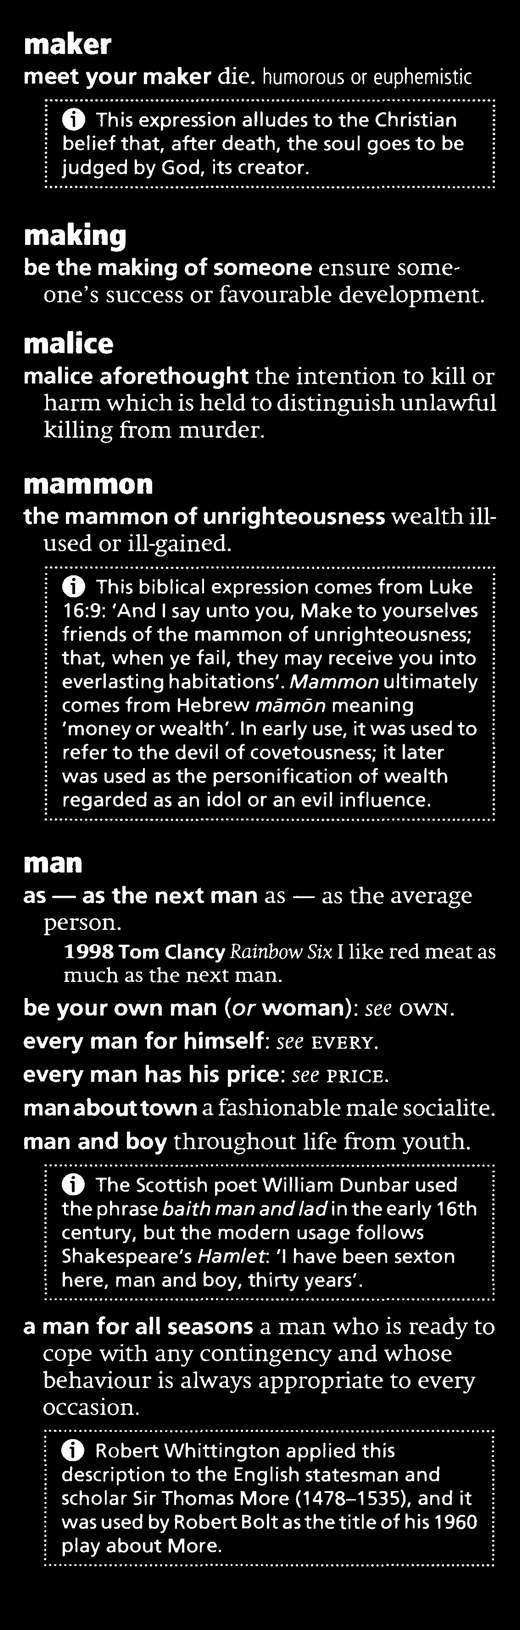 maker
meet your maker die. humorous or euphemistic
ⓘ This expression alludes to the Christian
belief that, after death, the soul goes to be
judged by God, its creator.
making
be the making of someone ensure some-
one's success or favourable development.
malice
malice aforethought the intention to kill or
harm which is held to distinguish unlawful
killing from murder.
mammon
the mammon of unrighteousness wealth ill-
used or ill-gained.
ⓘ This biblical expression comes from Luke
16:9: 'And I say unto you, Make to yourselves
friends of the mammon of unrighteousness;
that, when ye fail, they may receive you into
everlasting habitations'. Mammon ultimately
comes from Hebrew māmōn meaning
'money or wealth'. In early use, it was used to
refer to the devil of covetousness; it later
was used as the personification of wealth
regarded as an idol or an evil influence.
man
as — as the next man as — as the average
person.
1998 Tom Clancy Rainbow Six I like red meat as
much as the next man.
be your own man (or woman): see OWN.
every man for himself: see EVERY.
every man has his price: see PRICE.
man about town a fashionable male socialite.
man and boy throughout life from youth.
ⓘ The Scottish poet William Dunbar used
the phrase baith man and lad in the early 16th
century, but the modern usage follows
Shakespeare's Hamlet: 'I have been sexton
here, man and boy, thirty years'.
a man for all seasons a man who is ready to
cope with any contingency and whose
behaviour is always appropriate to every
occasion.
ⓘ Robert Whittington applied this
description to the English statesman and
scholar Sir Thomas More (1478–1535), and it
was used by Robert Bolt as the title of his 1960
play about More.